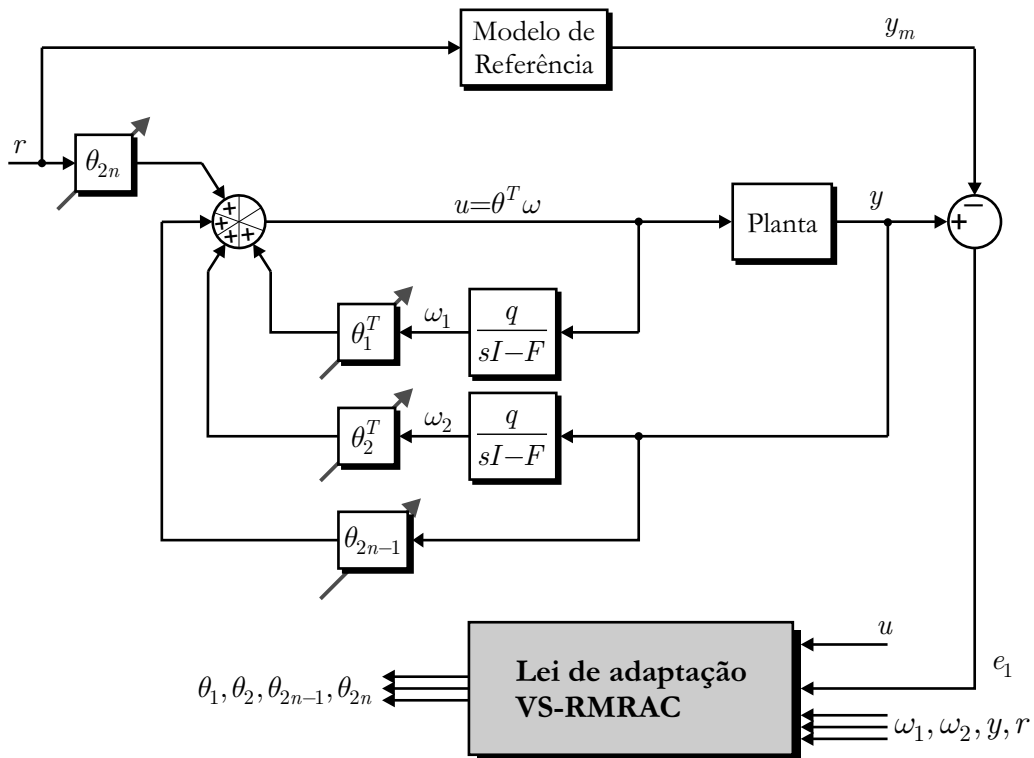 Modelo de
Referência
y_m
r
θ_{2n}
+ + + + +
u=θ^T ω
Planta
y
+ −
θ_1^T
ω_1
q
sI−F
θ_2^T
ω_2
q
sI−F
θ_{2n−1}
u
Lei de adaptação
VS-RMRAC
e_1
θ_1, θ_2, θ_{2n−1}, θ_{2n}
ω_1, ω_2, y, r